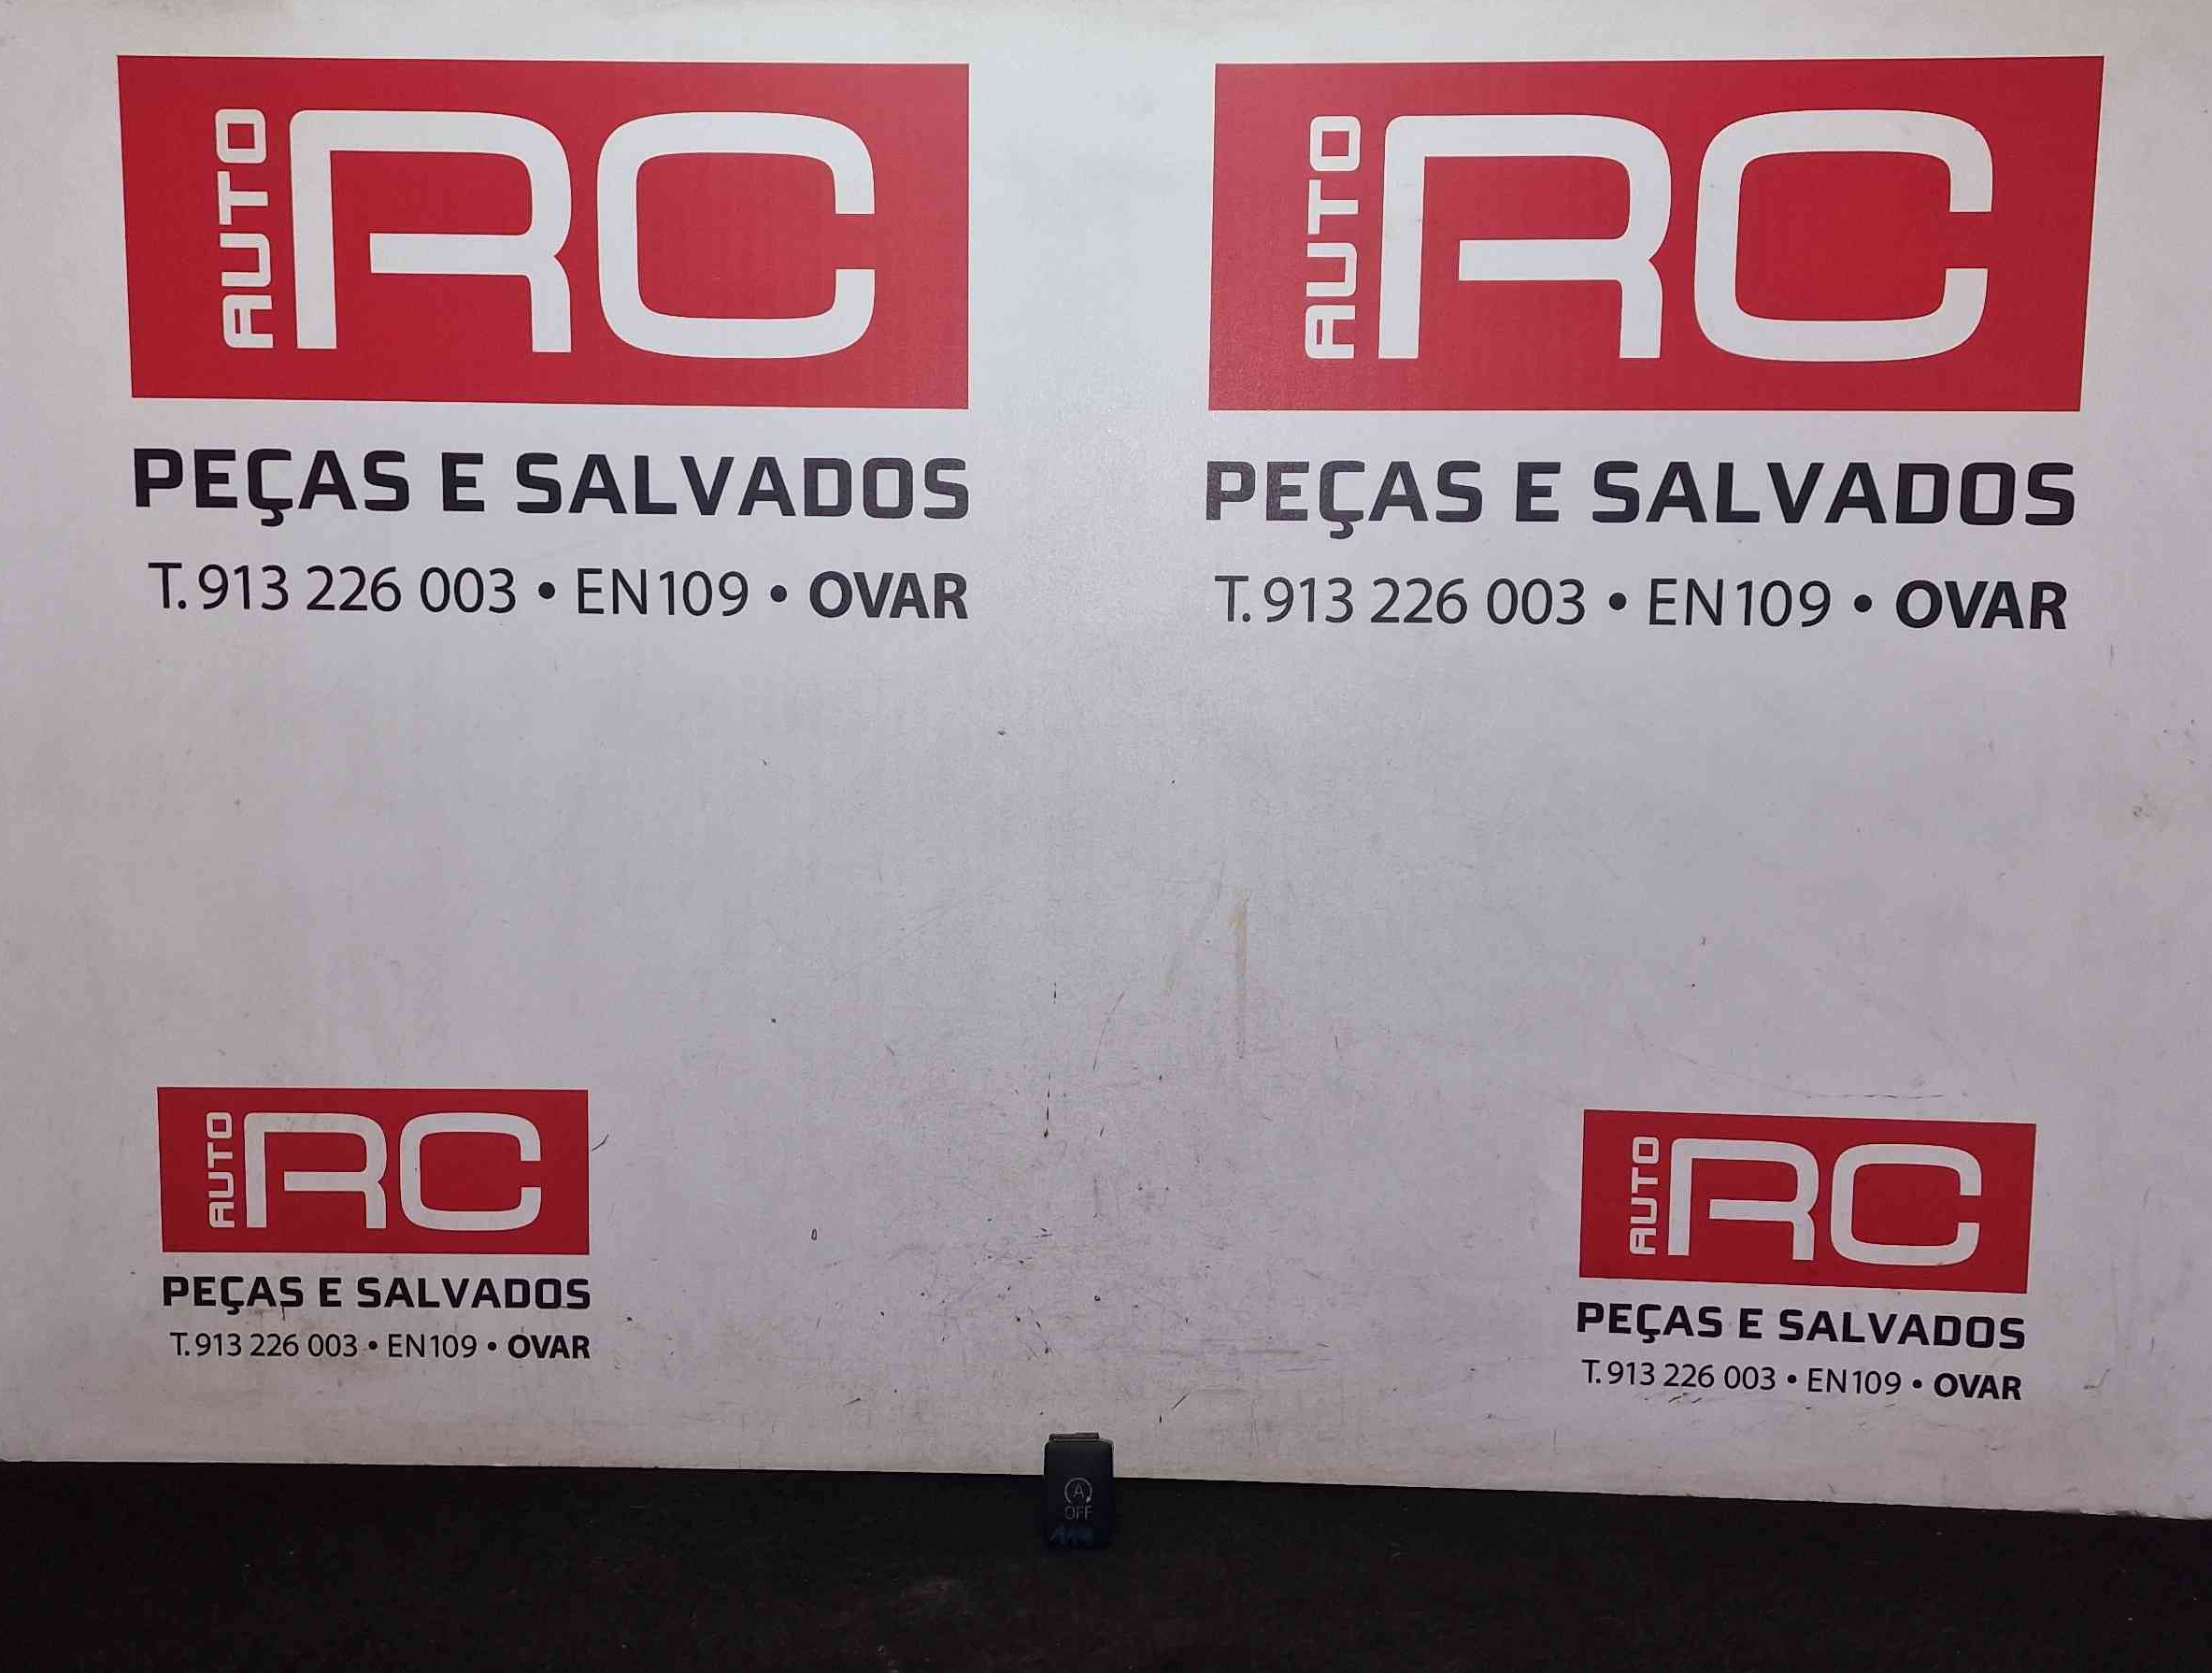 AUTO RC
PEÇAS E SALVADOS
T. 913 226 003 • EN109 • OVAR
AUTO RC
PEÇAS E SALVADOS
T. 913 226 003 • EN109 • OVAR
AUTO RC
PEÇAS E SALVADOS
T. 913 226 003 • EN109 • OVAR
AUTO RC
PEÇAS E SALVADOS
T. 913 226 003 • EN109 • OVAR
A
OFF